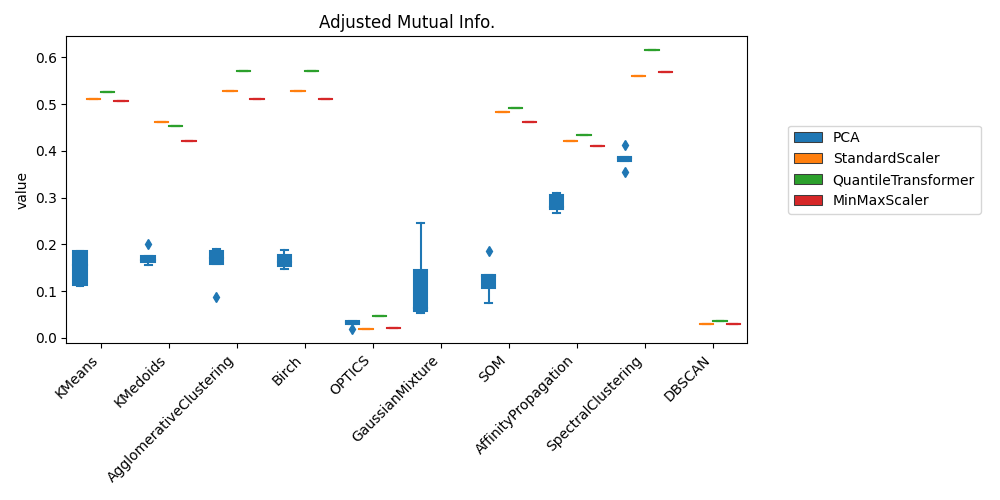 Adjusted Mutual Info.
value
0.6
0.5
0.4
0.3
0.2
0.1
0.0
KMeans
KMedoids
AgglomerativeClustering
Birch
OPTICS
GaussianMixture
SOM
AffinityPropagation
SpectralClustering
DBSCAN
PCA
StandardScaler
QuantileTransformer
MinMaxScaler